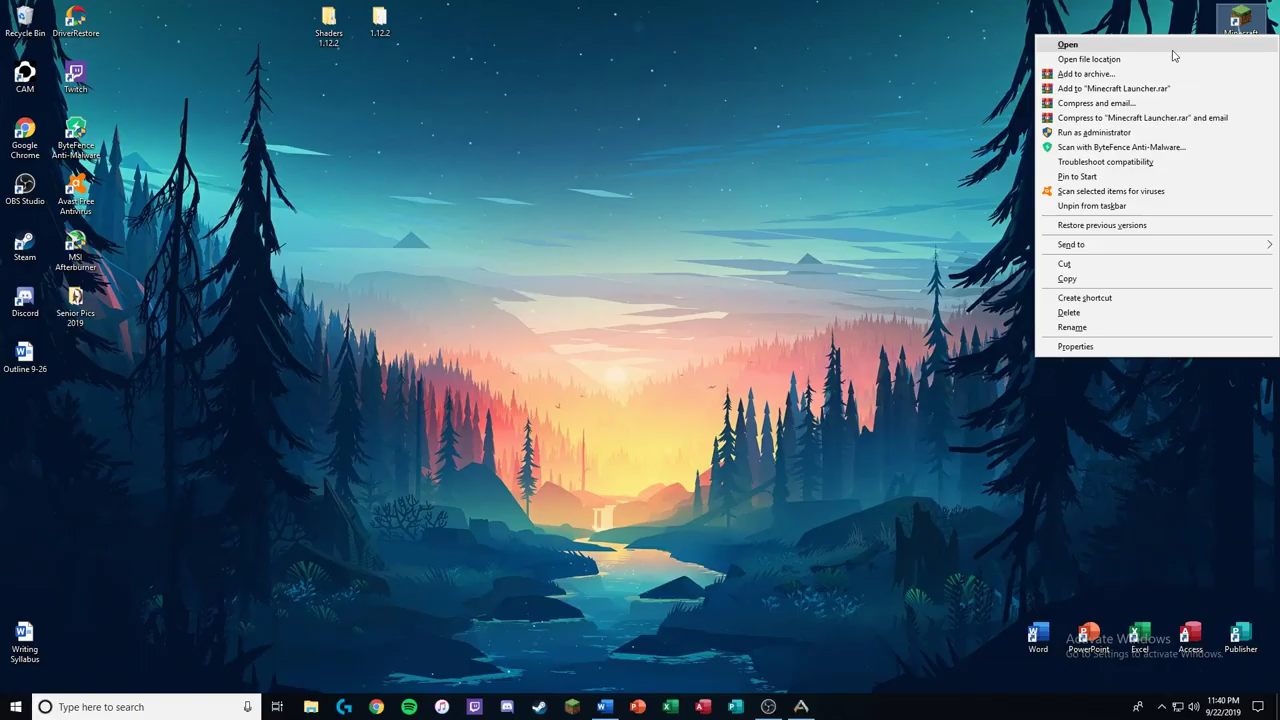 Recycle Bin
DriverRestore
CAM
Twitch
Google
Chrome
ByteFence
Anti-Malware
OBS Studio
Avast Free
Antivirus
Steam
MSI
Afterburner
Discord
Senior Pics
2019
Outline 9-26
Writing
Syllabus
Shaders
1.12.2
1.12.2
Minecraft
Open
Open file location
Add to archive...
Add to "Minecraft Launcher.rar"
Compress and email...
Compress to "Minecraft Launcher.rar" and email
Run as administrator
Scan with ByteFence Anti-Malware...
Troubleshoot compatibility
Pin to Start
Scan selected items for viruses
Unpin from taskbar
Restore previous versions
Send to
Cut
Copy
Create shortcut
Delete
Rename
Properties
Word
PowerPoint
Excel
Access
Publisher
Activate Windows
Go to Settings to activate Windows.
Type here to search
11:40 PM
9/22/2019